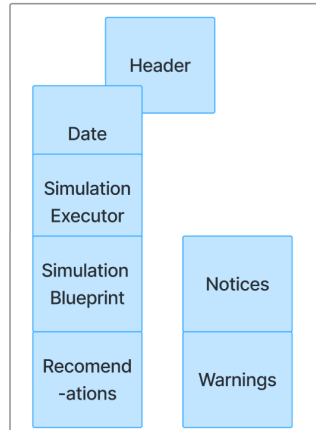 Header
Date
Simulation
Executor
Simulation
Blueprint
Notices
Recomend
-ations
Warnings